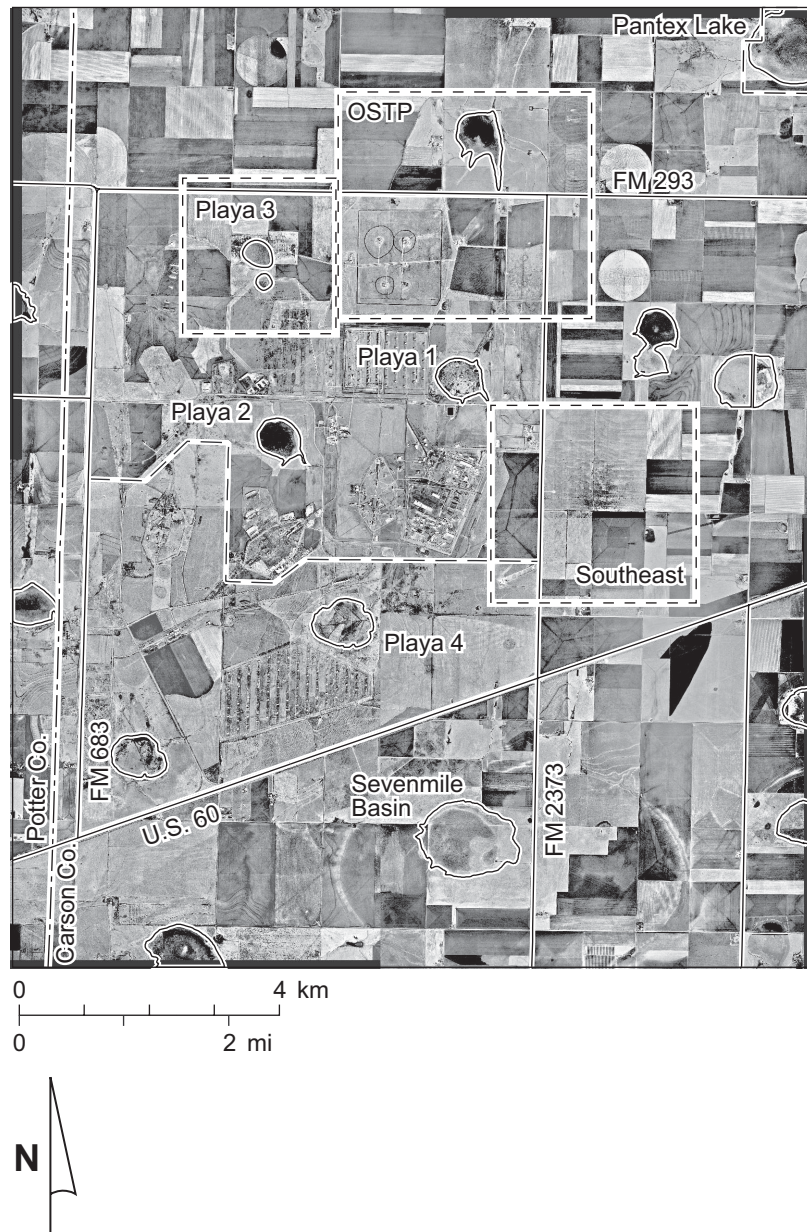 Pantex Lake
OSTP
FM 293
Playa 3
Playa 1
Playa 2
Southeast
Playa 4
Sevenmile
Basin
FM 683
Potter Co.
U.S. 60
FM 2373
Carson Co.
0 4 km
0 2 mi
N